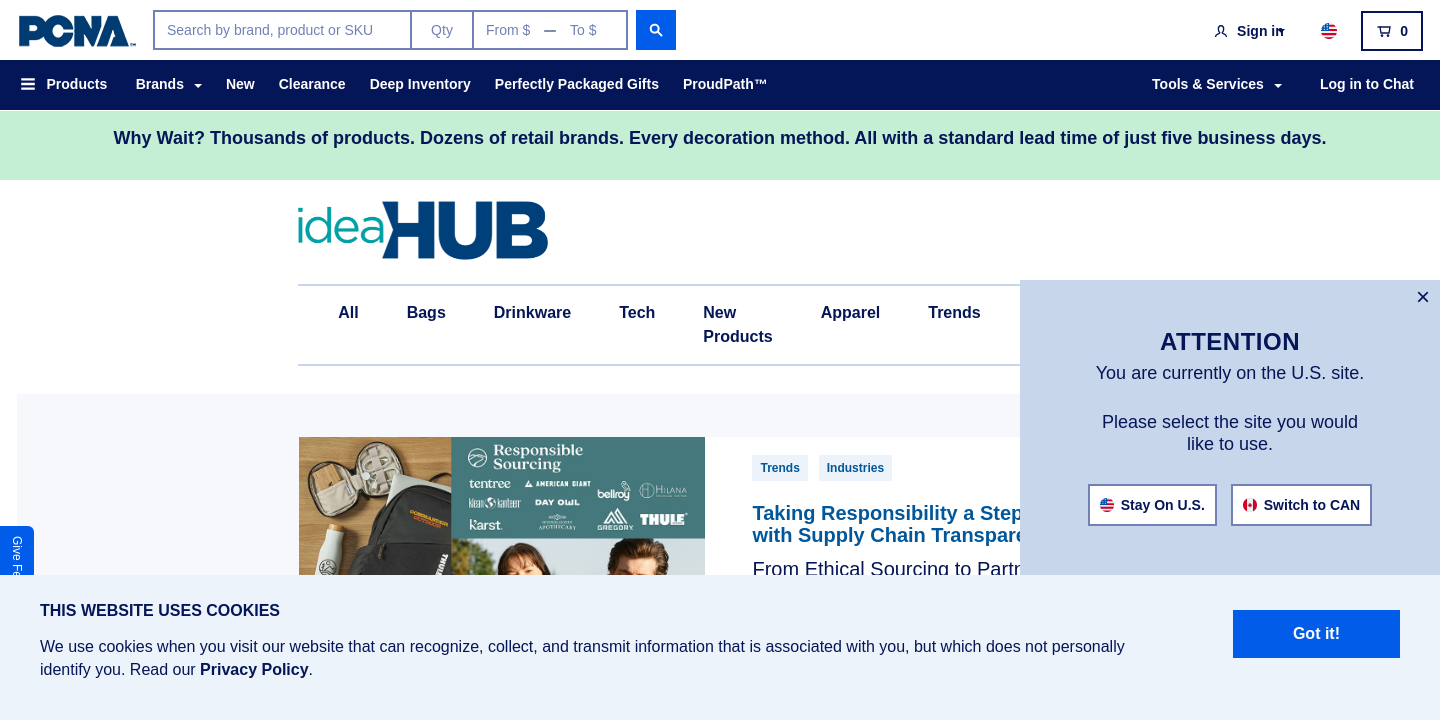 PCNA
Search by brand, product or SKU Qty From $ — To $
Sign in
0
Products Brands New Clearance Deep Inventory Perfectly Packaged Gifts ProudPath™ Tools & Services Log in to Chat
Why Wait? Thousands of products. Dozens of retail brands. Every decoration method. All with a standard lead time of just five business days.
ideaHUB
All Bags Drinkware Tech New Products Apparel Trends
×
ATTENTION
You are currently on the U.S. site.
Please select the site you would
like to use.
Stay On U.S. Switch to CAN
Responsible
Sourcing
tentree AMERICAN GIANT bellroy HILANA
klean kanteer DAY OWL
karst. APOTHECARY GREGORY THULE
COMMANDER
OUTDOOR
THULE
Trends Industries
Taking Responsibility a Step
with Supply Chain Transpare
From Ethical Sourcing to Partn
Give Fe
THIS WEBSITE USES COOKIES
We use cookies when you visit our website that can recognize, collect, and transmit information that is associated with you, but which does not personally
identify you. Read our Privacy Policy.
Got it!